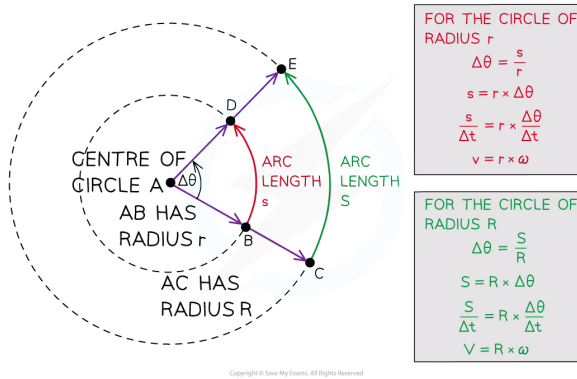 E
D
CENTRE OF
CIRCLE A
Δθ
ARC
LENGTH
s
ARC
LENGTH
S
AB HAS
RADIUS r
B
C
AC HAS
RADIUS R
FOR THE CIRCLE OF
RADIUS r
Δθ = s/r
s = r × Δθ
s/Δt = r × Δθ/Δt
v = r × ω
FOR THE CIRCLE OF
RADIUS R
Δθ = S/R
S = R × Δθ
S/Δt = R × Δθ/Δt
V = R × ω
Copyright © Save My Exams. All Rights Reserved